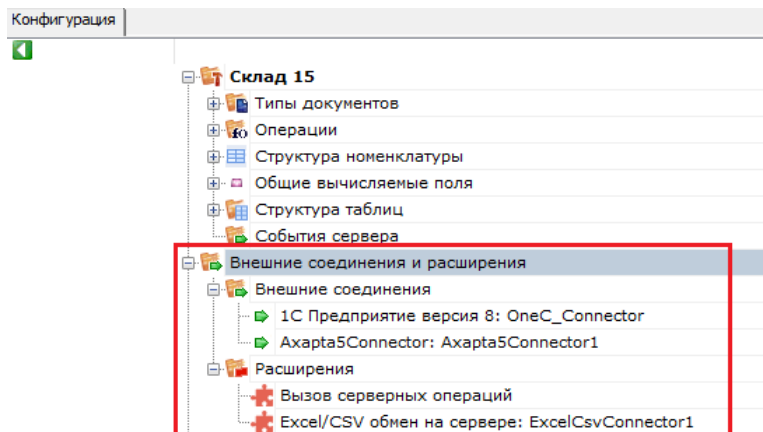 Конфигурация
Склад 15
Типы документов
Операции
Структура номенклатуры
Общие вычисляемые поля
Структура таблиц
События сервера
Внешние соединения и расширения
Внешние соединения
1С Предприятие версия 8: OneC_Connector
Axapta5Connector: Axapta5Connector1
Расширения
Вызов серверных операций
Excel/CSV обмен на сервере: ExcelCsvConnector1